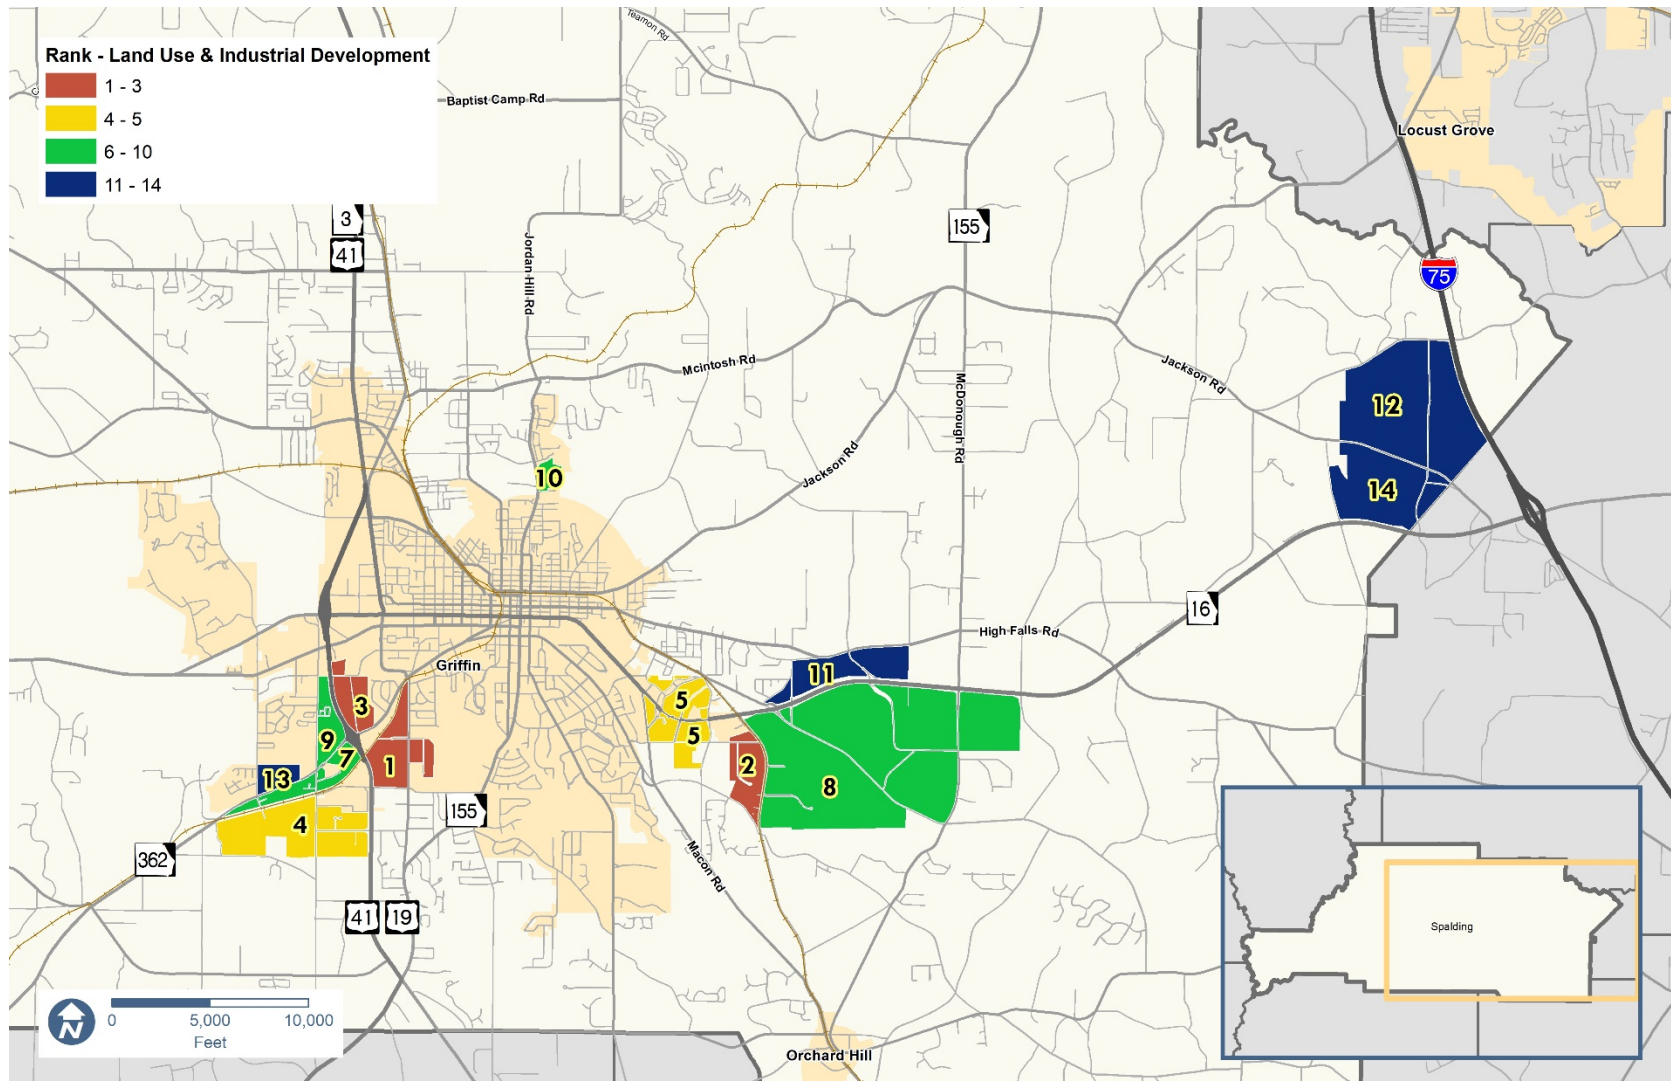 Teamon Rd
Rank - Land Use & Industrial Development
1 - 3
4 - 5
6 - 10
11 - 14
Baptist Camp Rd
Locust Grove
3
41
155
Jordan Hill Rd
75
Mcintosh Rd
Jackson Rd
McDonough Rd
12
Jackson Rd
10
14
16
High Falls Rd
Griffin
11
5
3
9
5
7
1
2
13
8
4
155
362
Macon Rd
41
19
Spalding
N
0
5,000
10,000
Feet
Orchard Hill